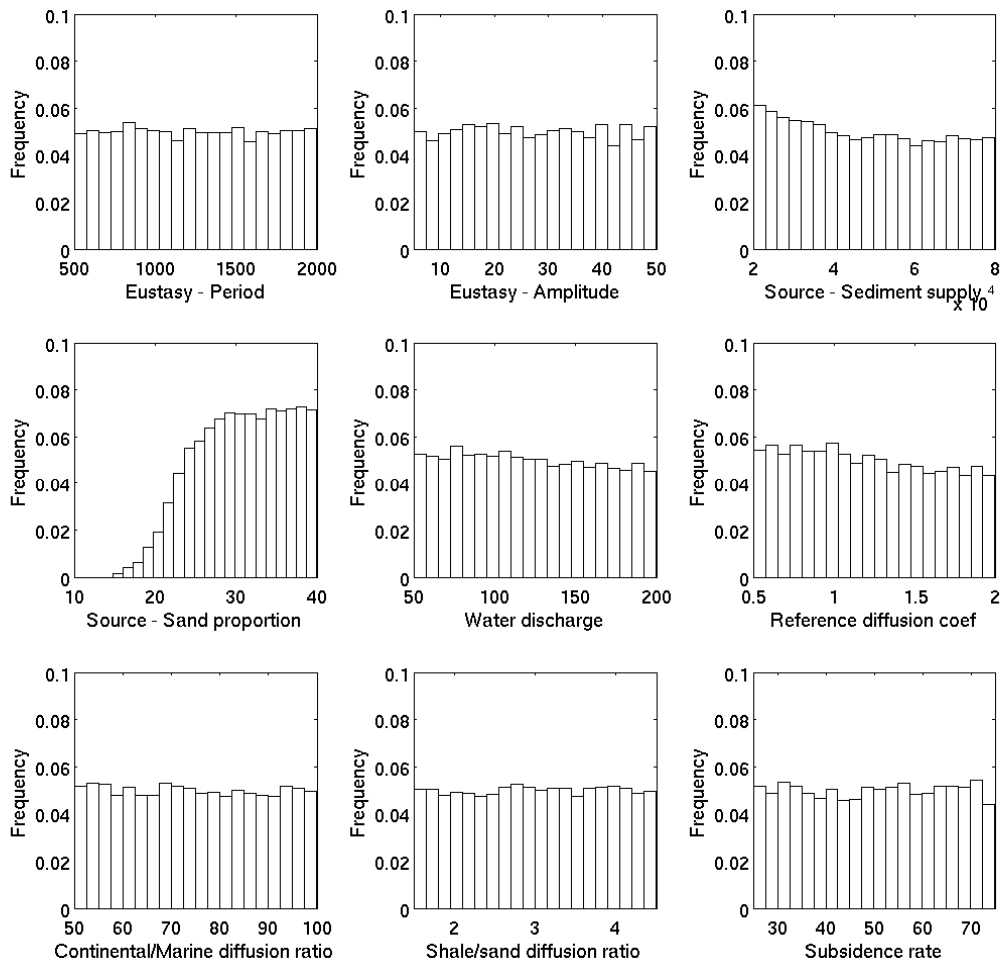 0.1
0.08
0.06
0.04
0.02
0
Frequency
500 1000 1500 2000
Eustasy - Period
0.1
0.08
0.06
0.04
0.02
0
Frequency
10 20 30 40 50
Eustasy - Amplitude
0.1
0.08
0.06
0.04
0.02
0
Frequency
2 4 6 8
Source - Sediment supply
x 10 4
0.1
0.08
0.06
0.04
0.02
0
Frequency
10 20 30 40
Source - Sand proportion
0.1
0.08
0.06
0.04
0.02
0
Frequency
50 100 150 200
Water discharge
0.1
0.08
0.06
0.04
0.02
0
Frequency
0.5 1 1.5 2
Reference diffusion coef
0.1
0.08
0.06
0.04
0.02
0
Frequency
50 60 70 80 90 100
Continental/Marine diffusion ratio
0.1
0.08
0.06
0.04
0.02
0
Frequency
2 3 4
Shale/sand diffusion ratio
0.1
0.08
0.06
0.04
0.02
0
Frequency
30 40 50 60 70
Subsidence rate